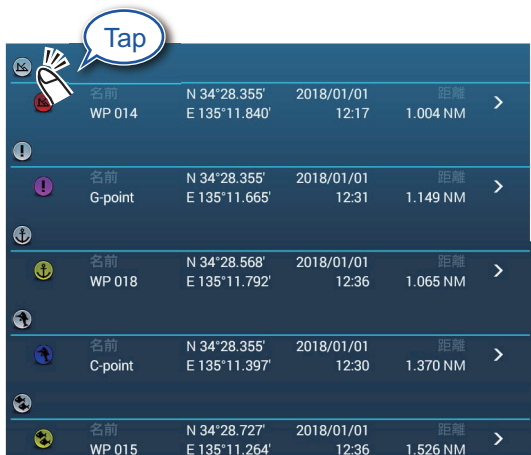 Tap
名前 N 34°28.355' 2018/01/01 距離
WP 014 E 135°11.840' 12:17 1.004 NM
名前 N 34°28.355' 2018/01/01 距離
G-point E 135°11.665' 12:31 1.149 NM
名前 N 34°28.568' 2018/01/01 距離
WP 018 E 135°11.792' 12:36 1.065 NM
名前 N 34°28.355' 2018/01/01 距離
C-point E 135°11.397' 12:30 1.370 NM
名前 N 34°28.727' 2018/01/01 距離
WP 015 E 135°11.264' 12:36 1.526 NM